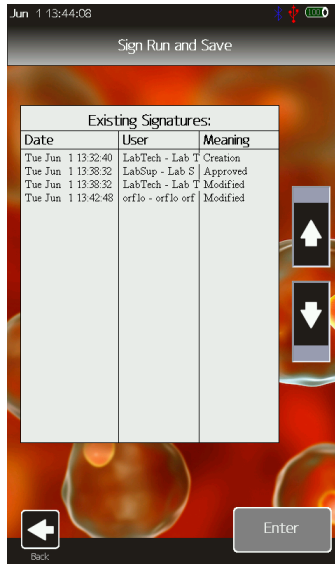 Jun 1 13:44:08
Sign Run and Save
Existing Signatures:
Date User Meaning
Tue Jun 1 13:32:40 LabTech - Lab T Creation
Tue Jun 1 13:38:32 LabSup - Lab S Approved
Tue Jun 1 13:38:32 LabTech - Lab T Modified
Tue Jun 1 13:42:48 orflo - orflo orf Modified
Back
Enter